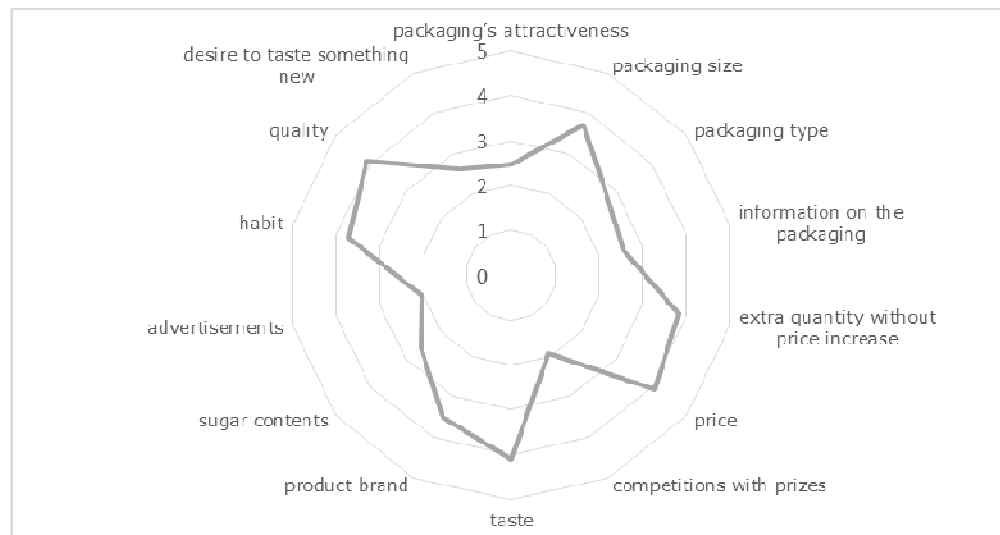 packaging's attractiveness
desire to taste something
new
5
packaging size
4
quality
packaging type
3
2
habit
1
information on the
packaging
0
advertisements
extra quantity without
price increase
sugar contents
price
product brand
competitions with prizes
taste